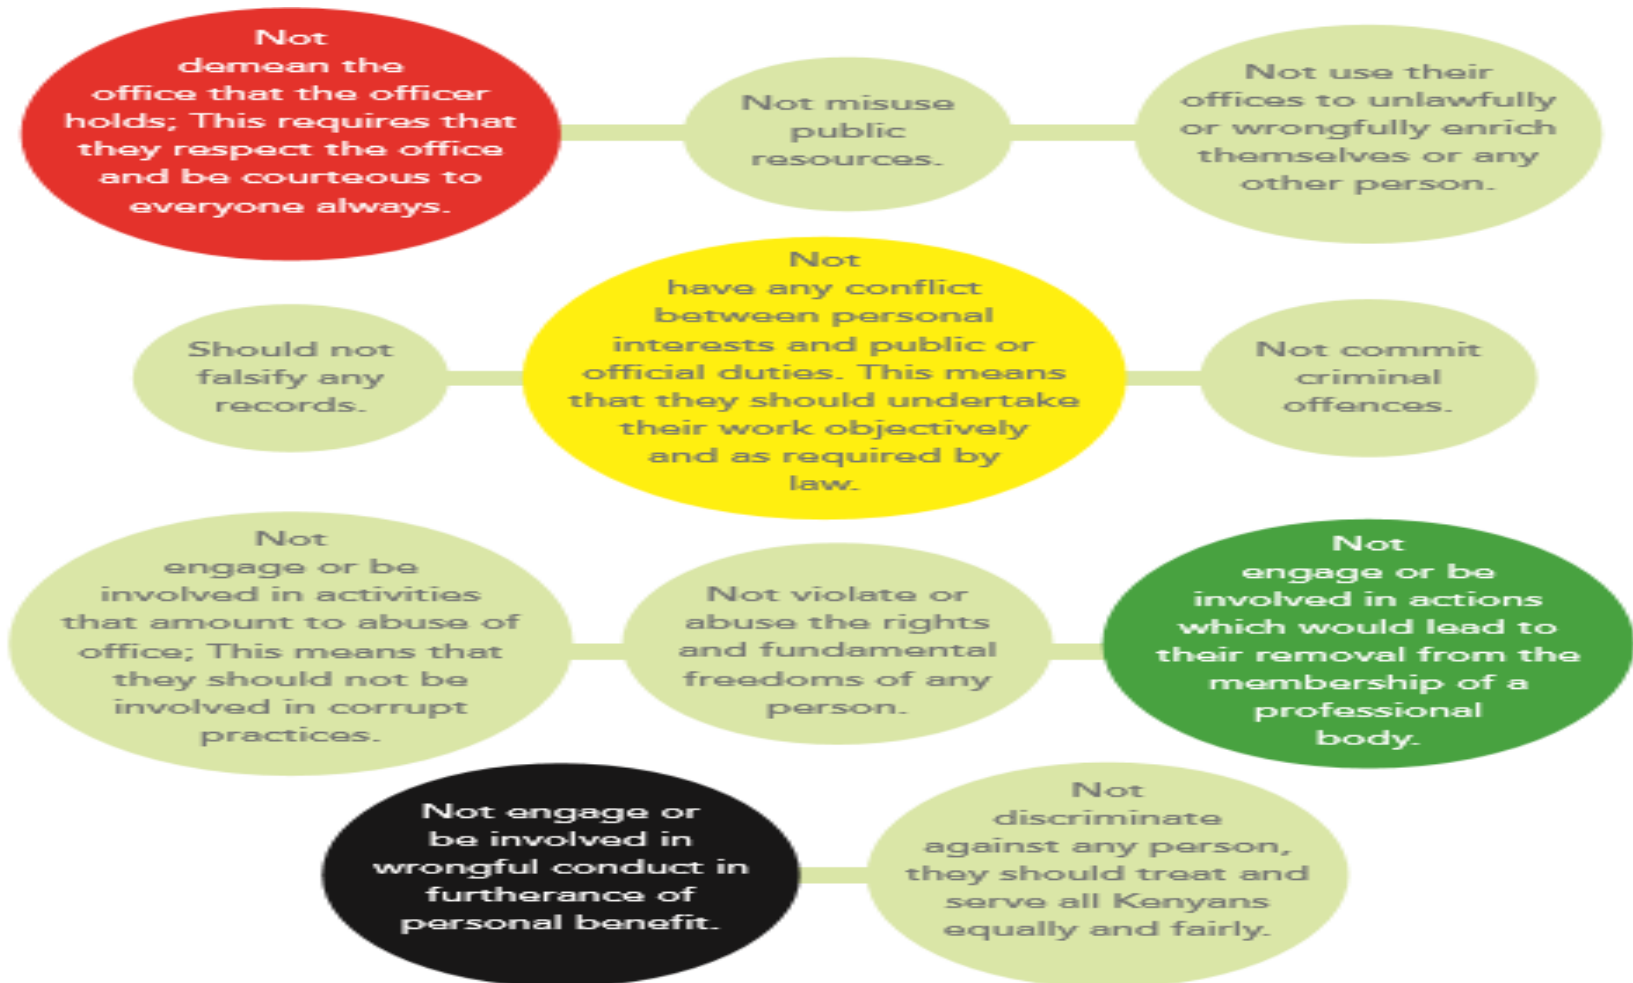 Not
demean the
office that the officer
holds; This requires that
they respect the office
and be courteous to
everyone always.
Not misuse
public
resources.
Not use their
offices to unlawfully
or wrongfully enrich
themselves or any
other person.
Should not
falsify any
records.
Not
have any conflict
between personal
interests and public or
official duties. This means
that they should undertake
their work objectively
and as required by
law.
Not commit
criminal
offences.
Not
engage or be
involved in activities
that amount to abuse of
office; This means that
they should not be
involved in corrupt
practices.
Not violate or
abuse the rights
and fundamental
freedoms of any
person.
Not
engage or be
involved in actions
which would lead to
their removal from the
membership of a
professional
body.
Not engage or
be involved in
wrongful conduct in
furtherance of
personal benefit.
Not
discriminate
against any person,
they should treat and
serve all Kenyans
equally and fairly.